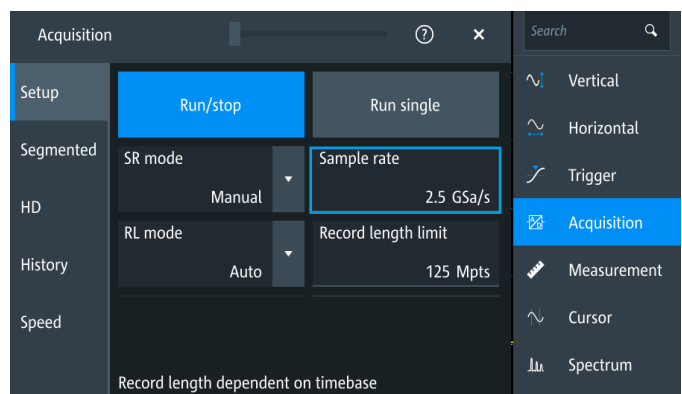 Acquisition
?
Search
Setup
Segmented
HD
History
Speed
Run/stop
Run single
SR mode
Manual
Sample rate
2.5 GSa/s
RL mode
Auto
Record length limit
125 Mpts
Record length dependent on timebase
Vertical
Horizontal
Trigger
Acquisition
Measurement
Cursor
Spectrum